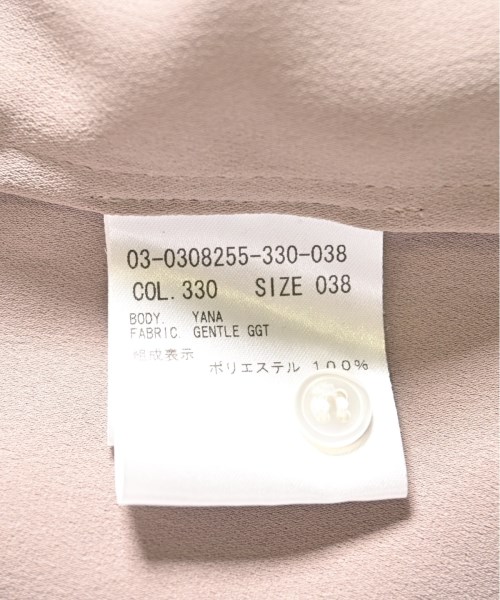 03-0308255-330-038
COL. 330 SIZE 038
BODY. YANA
FABRIC. GENTLE GGT
組成表示
ポリエステル 100%